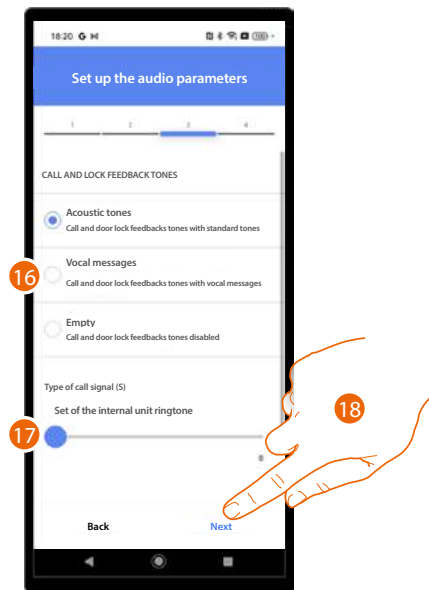 18:20 G
100
Set up the audio parameters
1 2 3 4
CALL AND LOCK FEEDBACK TONES
Acoustic tones
Call and door lock feedbacks tones with standard tones
16
Vocal messages
Call and door lock feedbacks tones with vocal messages
Empty
Call and door lock feedbacks tones disabled
Type of call signal (S)
Set of the internal unit ringtone
17
18
Back Next